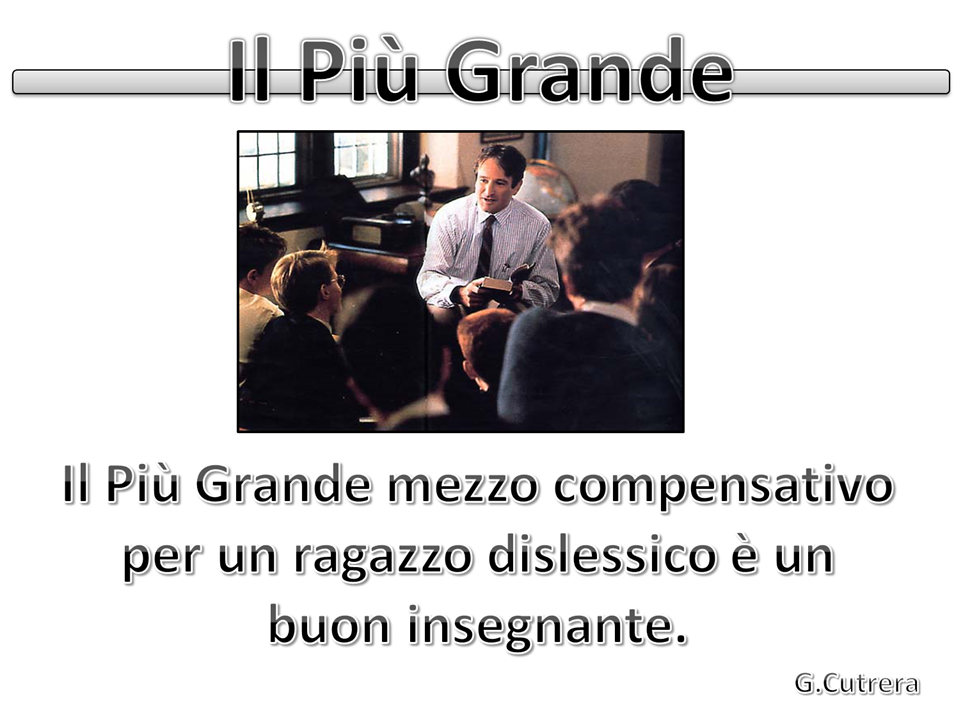 Il Più Grande
Il Più Grande mezzo compensativo
per un ragazzo dislessico è un
buon insegnante.
G.Cutrera